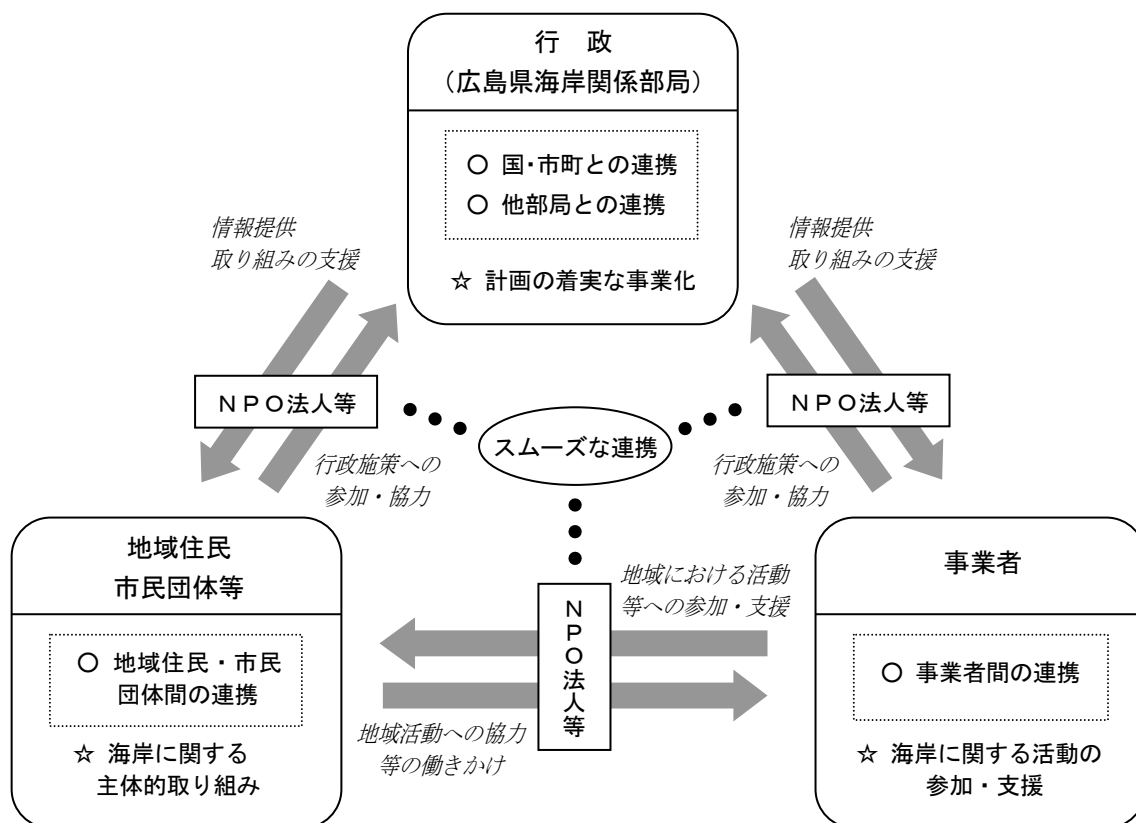 行　政
（広島県海岸関係部局）
○ 国・市町との連携
○ 他部局との連携
☆ 計画の着実な事業化
情報提供
取り組みの支援
情報提供
取り組みの支援
ＮＰＯ法人等
ＮＰＯ法人等
スムーズな連携
行政施策への
参加・協力
行政施策への
参加・協力
地域住民
市民団体等
○ 地域住民・市民
団体間の連携
☆ 海岸に関する
主体的取り組み
地域における活動
等への参加・支援
ＮＰＯ法人等
地域活動への協力
等の働きかけ
事業者
○ 事業者間の連携
☆ 海岸に関する活動の
参加・支援